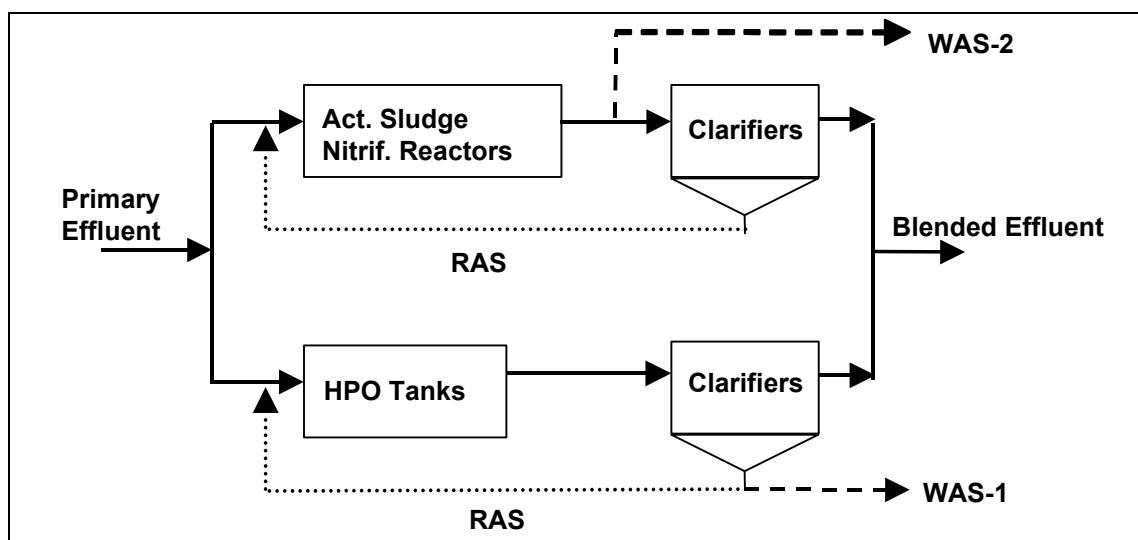 WAS-2
Act. Sludge
Nitrif. Reactors
Clarifiers
Primary
Effluent
RAS
Blended Effluent
HPO Tanks
Clarifiers
WAS-1
RAS